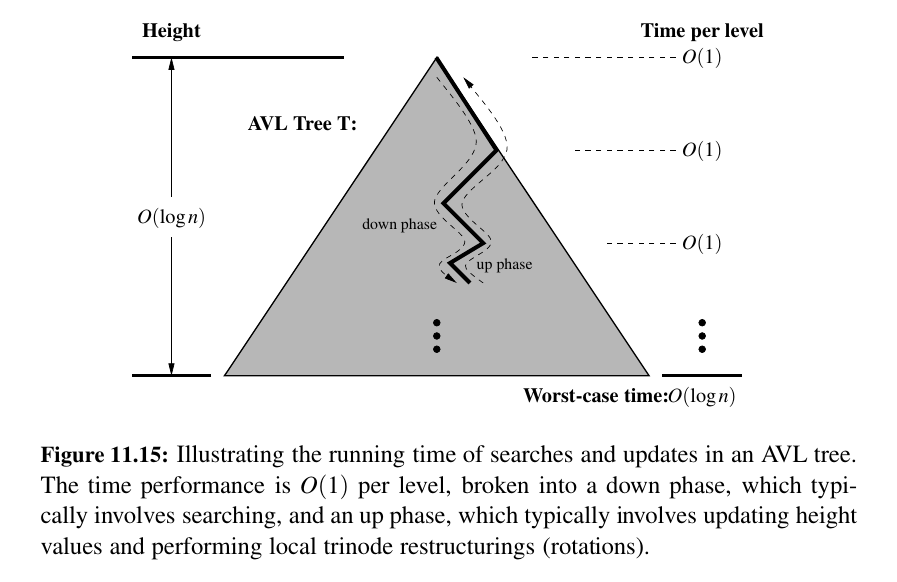 Height
Time per level
O(1)
AVL Tree T:
O(1)
O(log n)
down phase
O(1)
up phase
Worst-case time:O(log n)
Figure 11.15: Illustrating the running time of searches and updates in an AVL tree.
The time performance is O(1) per level, broken into a down phase, which typi-
cally involves searching, and an up phase, which typically involves updating height
values and performing local trinode restructurings (rotations).